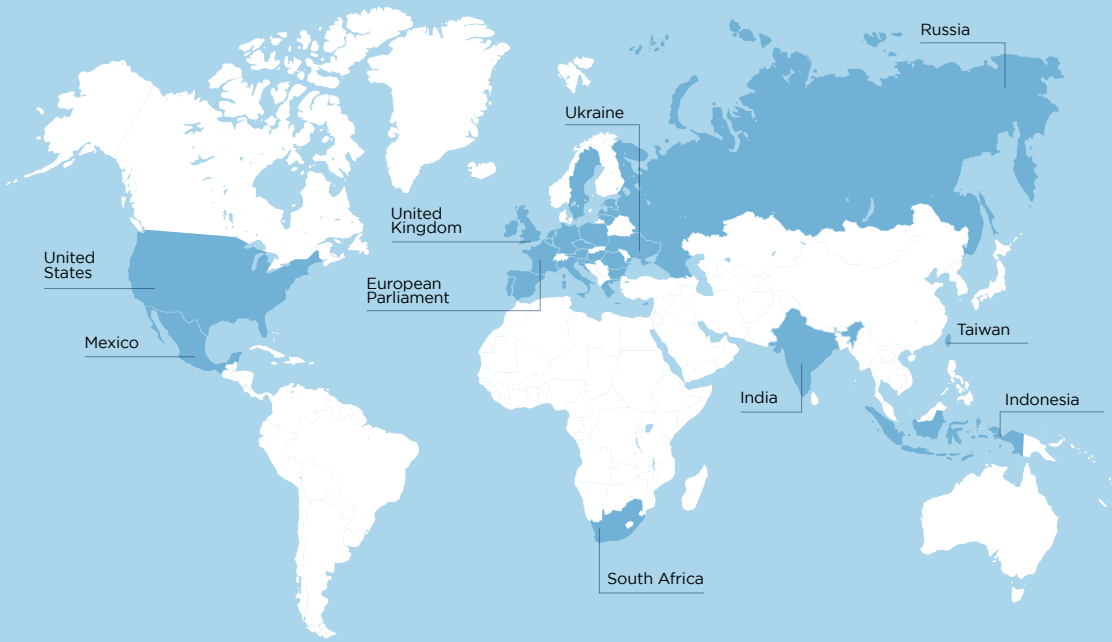 Russia
Ukraine
United
Kingdom
United
States
European
Parliament
Taiwan
Mexico
India
Indonesia
South Africa